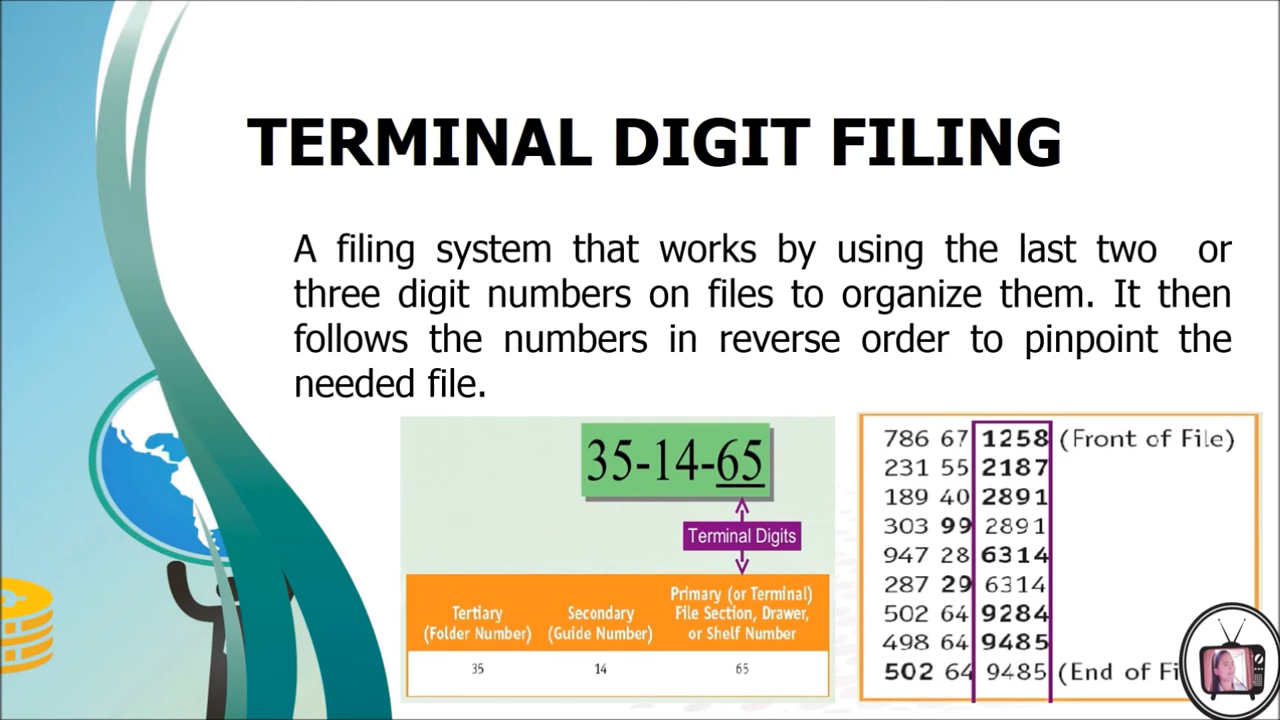 TERMINAL DIGIT FILING
A filing system that works by using the last two or
three digit numbers on files to organize them. It then
follows the numbers in reverse order to pinpoint the
needed file.
35-14-65
Terminal Digits
Tertiary
(Folder Number)
Secondary
(Guide Number)
Primary (or Terminal)
File Section, Drawer,
or Shelf Number
35 14 65
786 67 1258 (Front of File)
231 55 2187
189 40 2891
303 99 2891
947 28 6314
287 29 6314
502 64 9284
498 64 9485
502 64 9485 (End of Fi